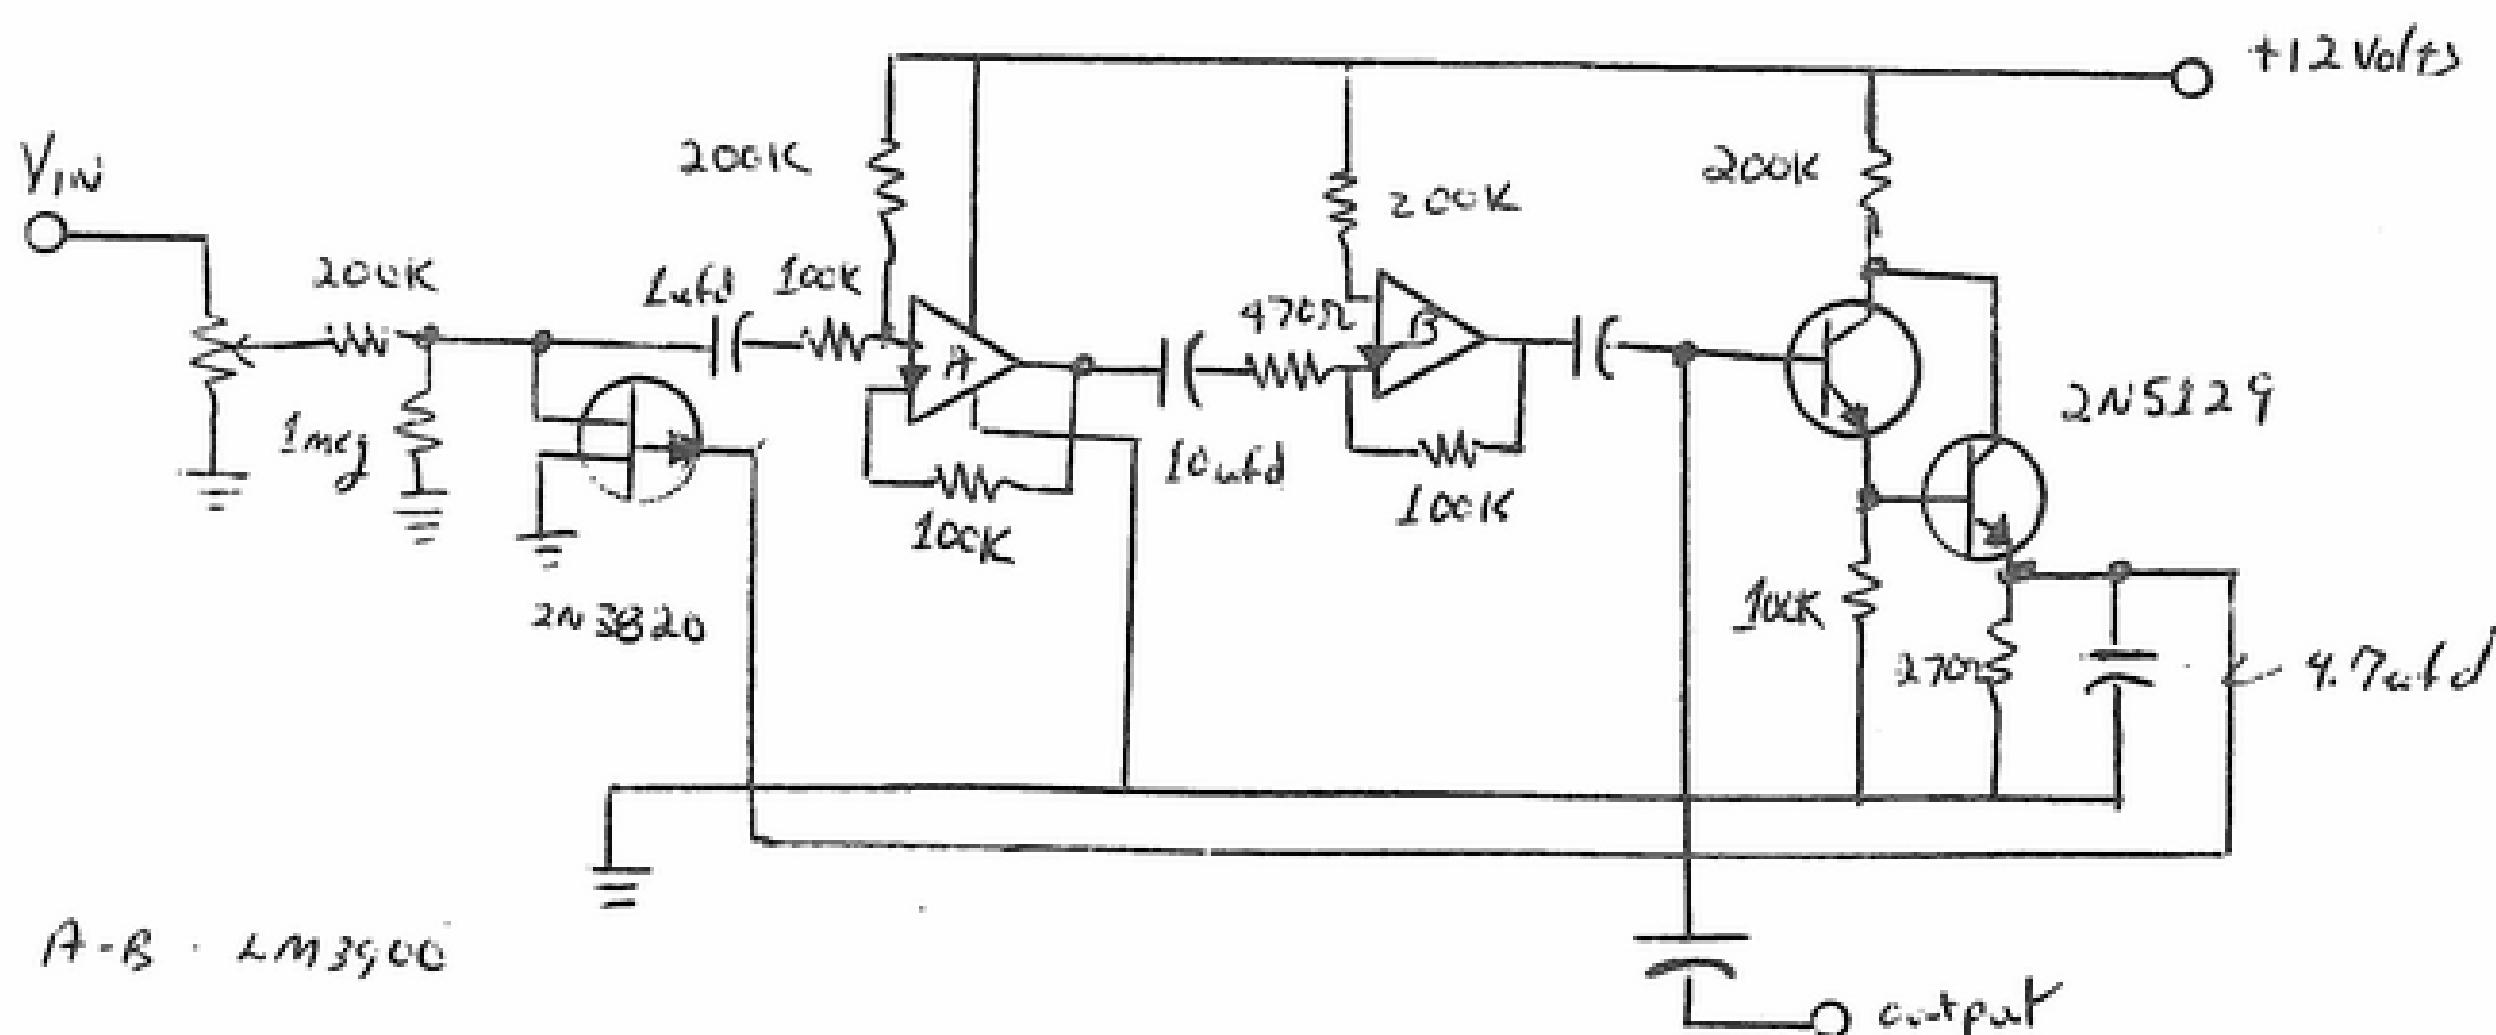 +12 Volts
VIN
200K
200K
200K
200K
1ufd
100K
470Ω
B
A
2N5129
1meg
10ufd
100K
100K
2N3820
100K
270Ω
4.7ufd
A-B · LM3900
output